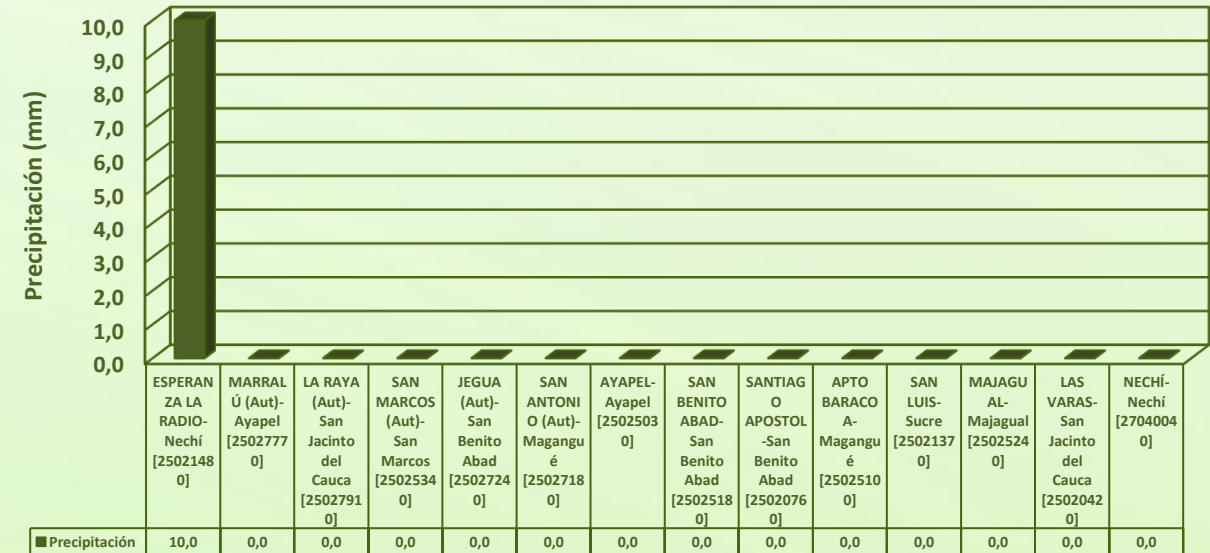 Precipitación (mm)
10,0
9,0
8,0
7,0
6,0
5,0
4,0
3,0
2,0
1,0
0,0
ESPERAN
ZA LA
RADIO-
Nechí
[2502148
0]
MARRAL
Ú (Aut)-
Ayapel
[2502777
0]
LA RAYA
(Aut)-
San
Jacinto
del
Cauca
[2502791
0]
SAN
MARCOS
(Aut)-
San
Marcos
[2502534
0]
JEGUA
(Aut)-
San
Benito
Abad
[2502724
0]
SAN
ANTONI
O (Aut)-
Magangu
é
[2502718
0]
AYAPEL-
Ayapel
[2502503
0]
SAN
BENITO
ABAD-
San
Benito
Abad
[2502518
0]
SANTIAG
O
APOSTOL
-San
Benito
Abad
[2502076
0]
APTO
BARACO
A-
Magangu
é
[2502510
0]
SAN
LUIS-
Sucre
[2502137
0]
MAJAGU
AL-
Majagual
[2502524
0]
LAS
VARAS-
San
Jacinto
del
Cauca
[2502042
0]
NECHÍ-
Nechí
[2704004
0]
Precipitación 10,0 0,0 0,0 0,0 0,0 0,0 0,0 0,0 0,0 0,0 0,0 0,0 0,0 0,0